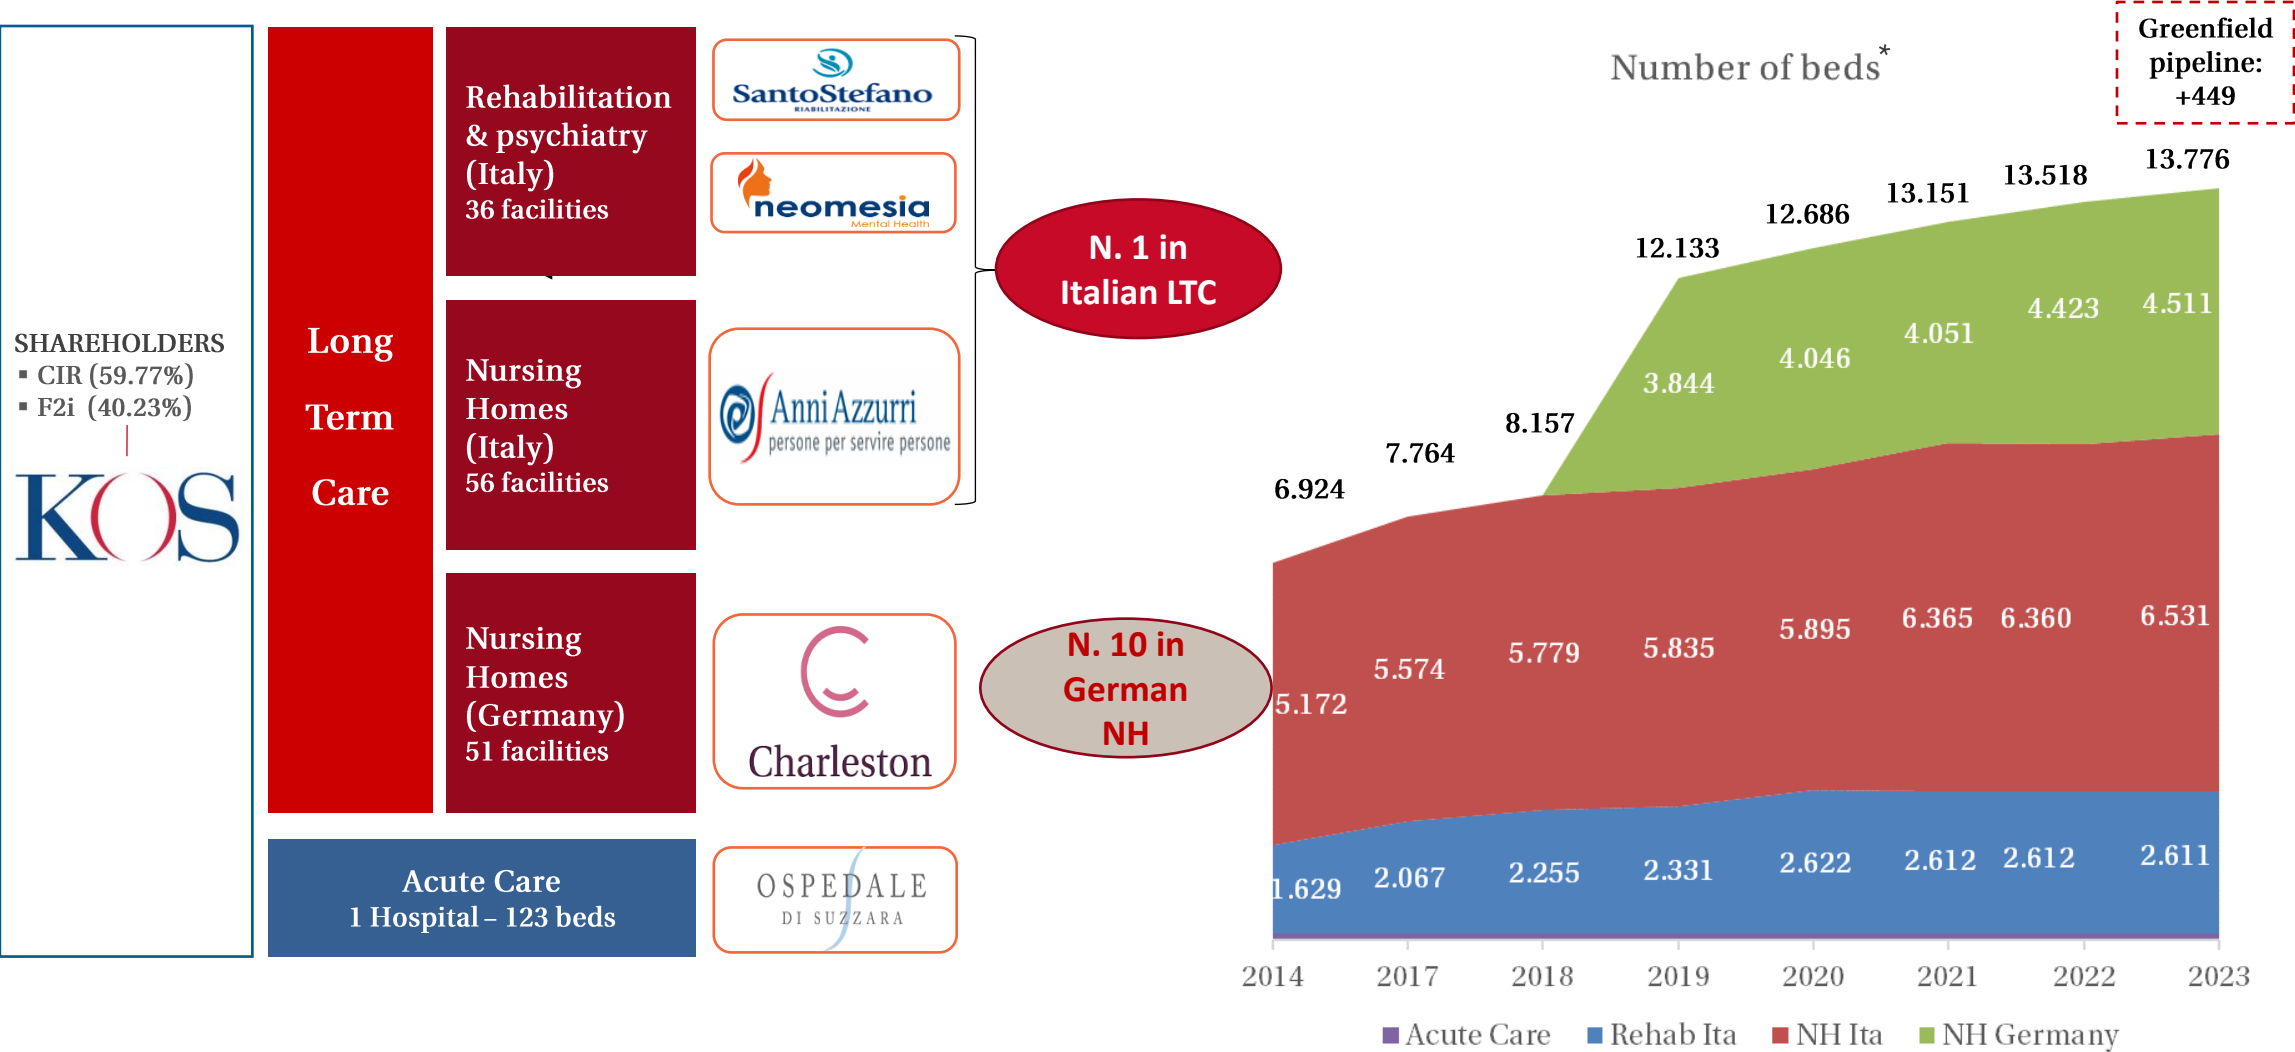 SHAREHOLDERS
▪ CIR (59.77%)
▪ F2i (40.23%)
KOS
Long
Term
Care
Rehabilitation
& psychiatry
(Italy)
36 facilities
Nursing
Homes
(Italy)
56 facilities
Nursing
Homes
(Germany)
51 facilities
Acute Care
1 Hospital – 123 beds
SantoStefano
RIABILITAZIONE
neomesia
Mental Health
Anni Azzurri
persone per servire persone
Charleston
OSPEDALE
DI SUZZARA
N. 1 in
Italian LTC
N. 10 in
German
NH
Number of beds*
Greenfield
pipeline:
+449
6.924
7.764
8.157
12.133
12.686
13.151
13.518
13.776
3.844
4.046
4.051
4.423
4.511
5.172
5.574
5.779
5.835
5.895
6.365
6.360
6.531
1.629
2.067
2.255
2.331
2.622
2.612
2.612
2.611
2014
2017
2018
2019
2020
2021
2022
2023
Acute Care
Rehab Ita
NH Ita
NH Germany